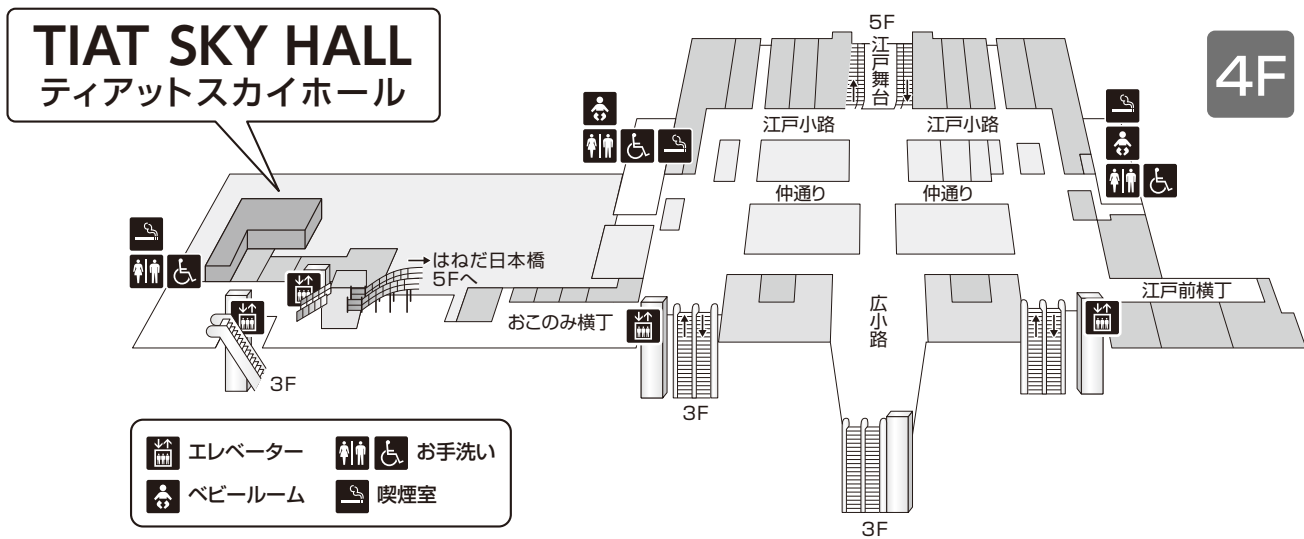 TIAT SKY HALL
ティアットスカイホール
4F
5F
江戸舞台
江戸小路
江戸小路
仲通り
仲通り
→はねだ日本橋
5Fへ
おこのみ横丁
広小路
江戸前横丁
3F
3F
3F
エレベーター
お手洗い
ベビールーム
喫煙室